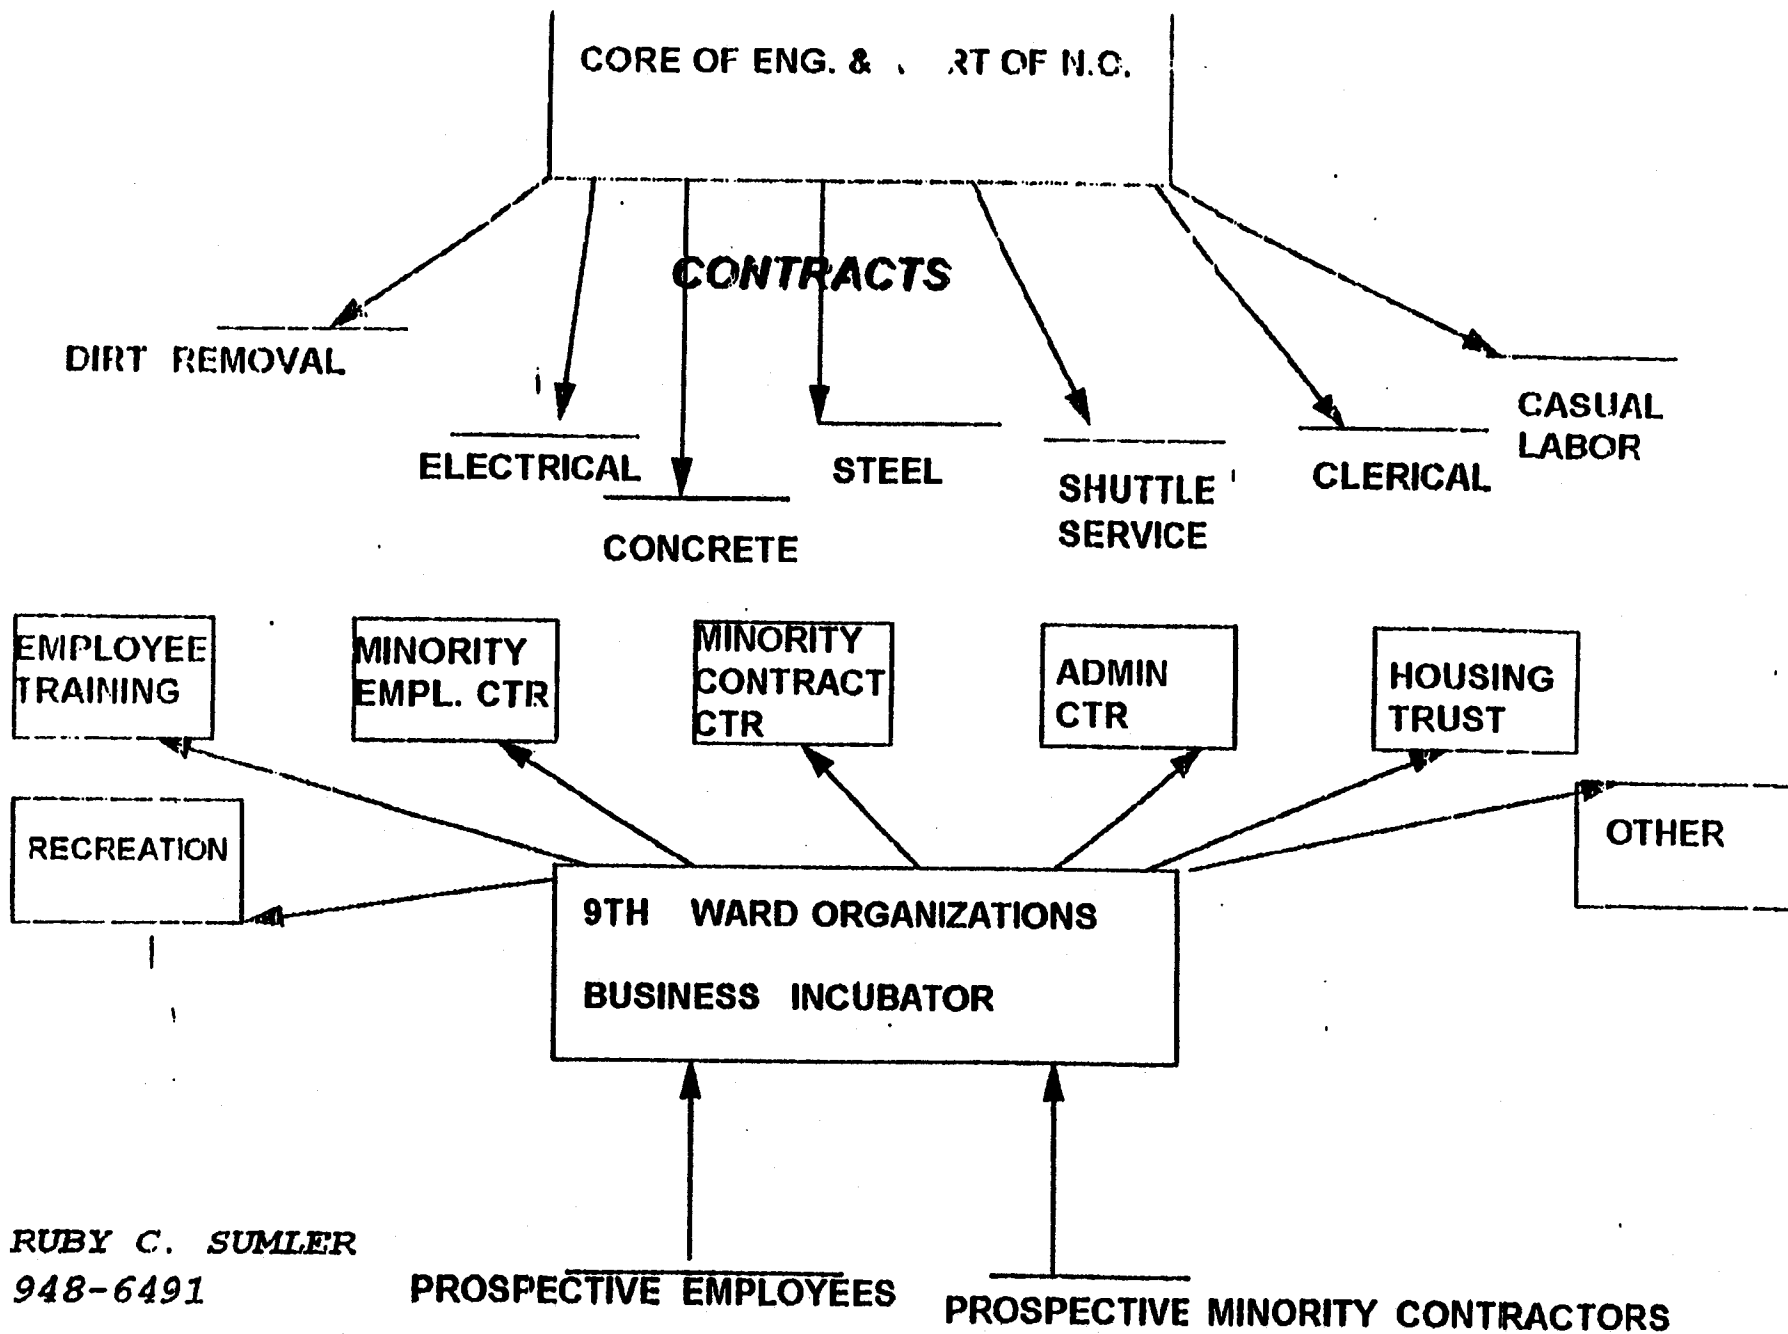 CORE OF ENG. & RT OF N.O.
CONTRACTS
DIRT REMOVAL
ELECTRICAL
CONCRETE
STEEL
SHUTTLE
SERVICE
CLERICAL
CASUAL
LABOR
EMPLOYEE
TRAINING
MINORITY
EMPL. CTR
MINORITY
CONTRACT
CTR
ADMIN
CTR
HOUSING
TRUST
RECREATION
OTHER
9TH WARD ORGANIZATIONS
BUSINESS INCUBATOR
RUBY C. SUMLER
948-6491
PROSPECTIVE EMPLOYEES
PROSPECTIVE MINORITY CONTRACTORS